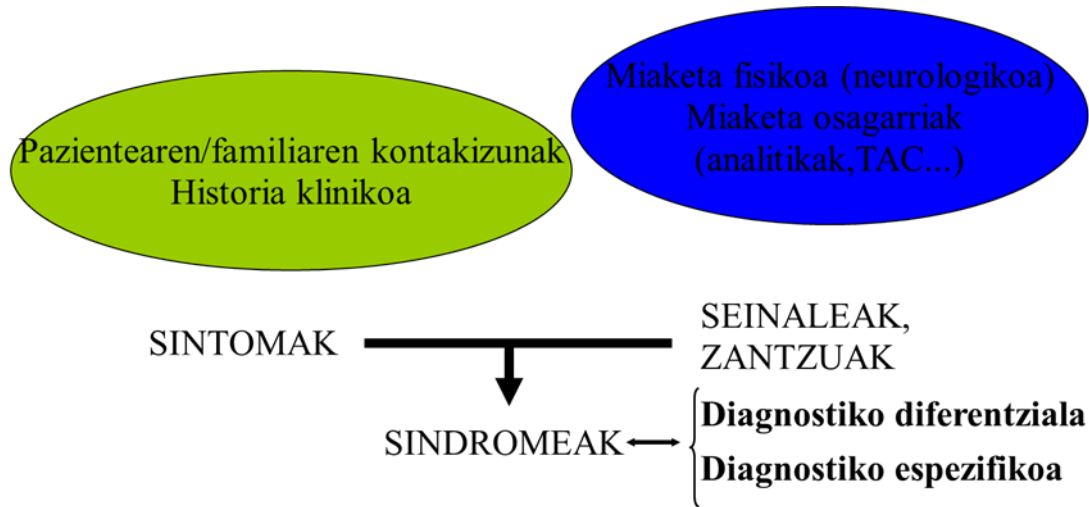 Pazientearen/familiaren kontakizunak
Historia klinikoa
Miaketa fisikoa (neurologikoa)
Miaketa osagarriak
(analitikak,TAC...)
SINTOMAK
SEINALEAK,
ZANTZUAK
SINDROMEAK
Diagnostiko diferentziala
Diagnostiko espezifikoa